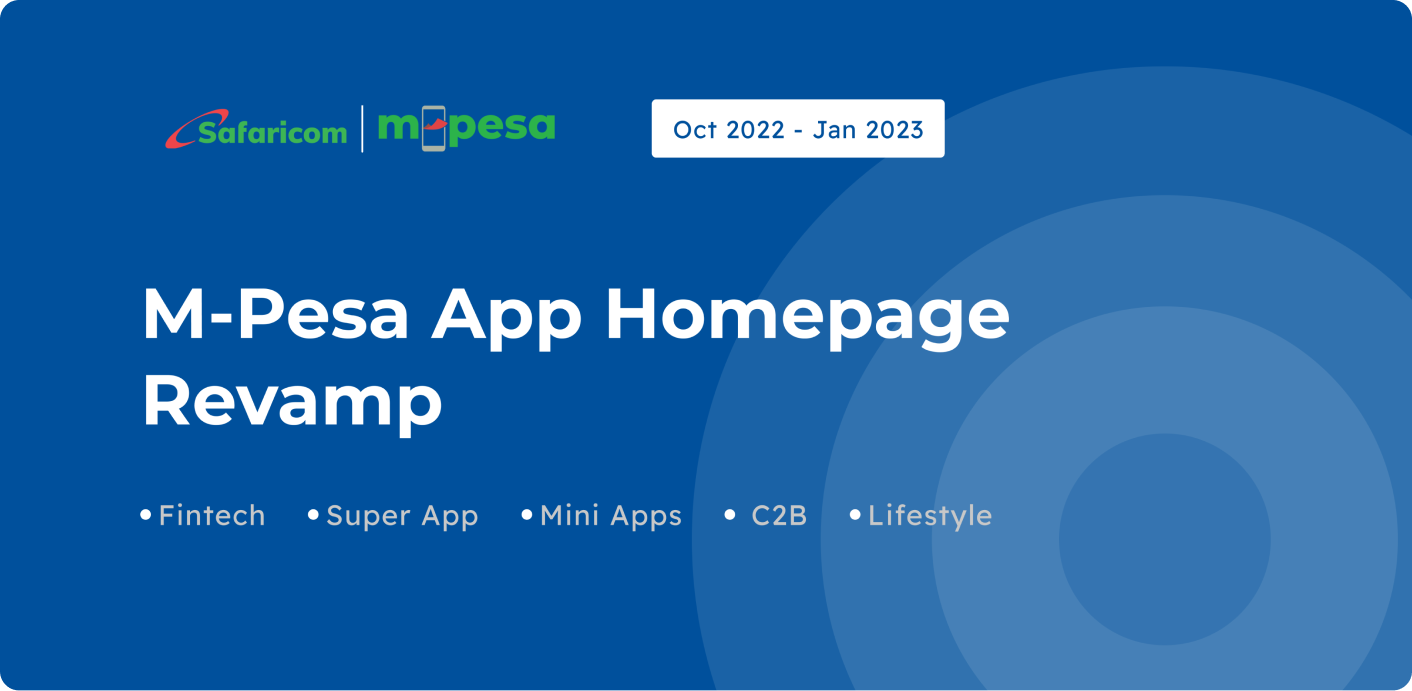 Safaricom | m-pesa
Oct 2022 - Jan 2023
M-Pesa App Homepage
Revamp
• Fintech • Super App • Mini Apps • C2B • Lifestyle